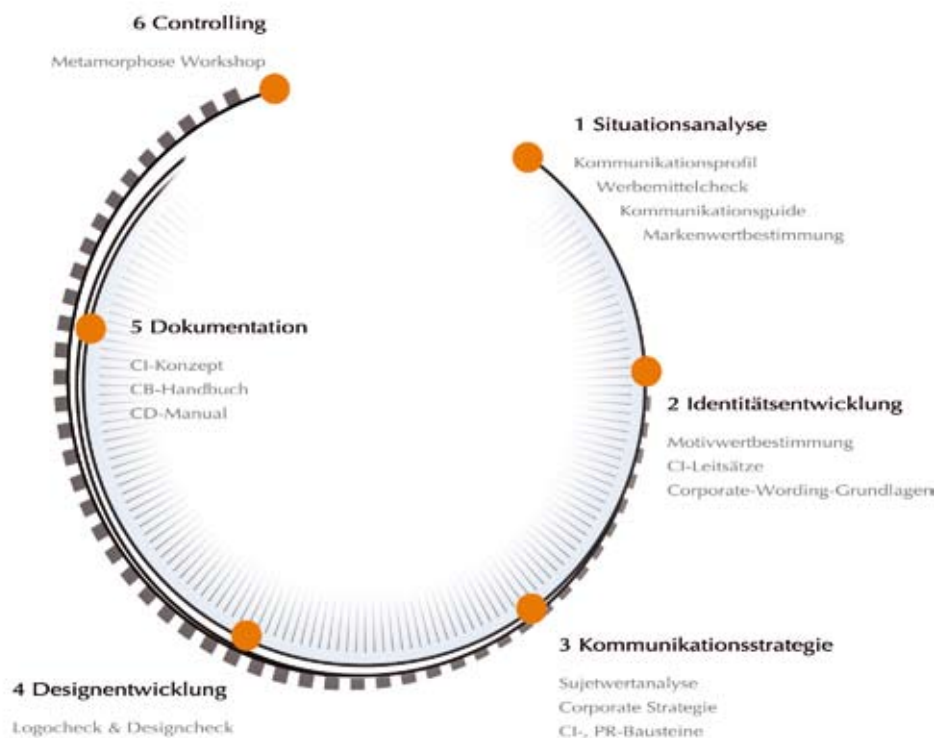 6 Controlling
Metamorphose Workshop
1 Situationsanalyse
Kommunikationsprofil
Werbemittelcheck
Kommunikationsguide
Markenwertbestimmung
2 Identitätsentwicklung
Motivwertbestimmung
CI-Leitsätze
Corporate-Wording-Grundlagen
3 Kommunikationsstrategie
Sujetwertanalyse
Corporate Strategie
CI-, PR-Bausteine
4 Designentwicklung
Logocheck & Designcheck
5 Dokumentation
CI-Konzept
CB-Handbuch
CD-Manual